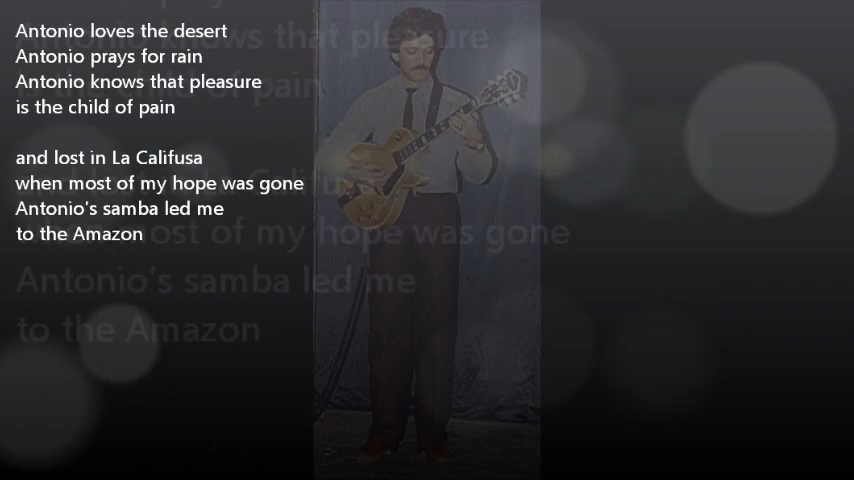 Antonio loves the desert
Antonio prays for rain
Antonio knows that pleasure
is the child of pain
and lost in La Califusa
when most of my hope was gone
Antonio's samba led me
to the Amazon